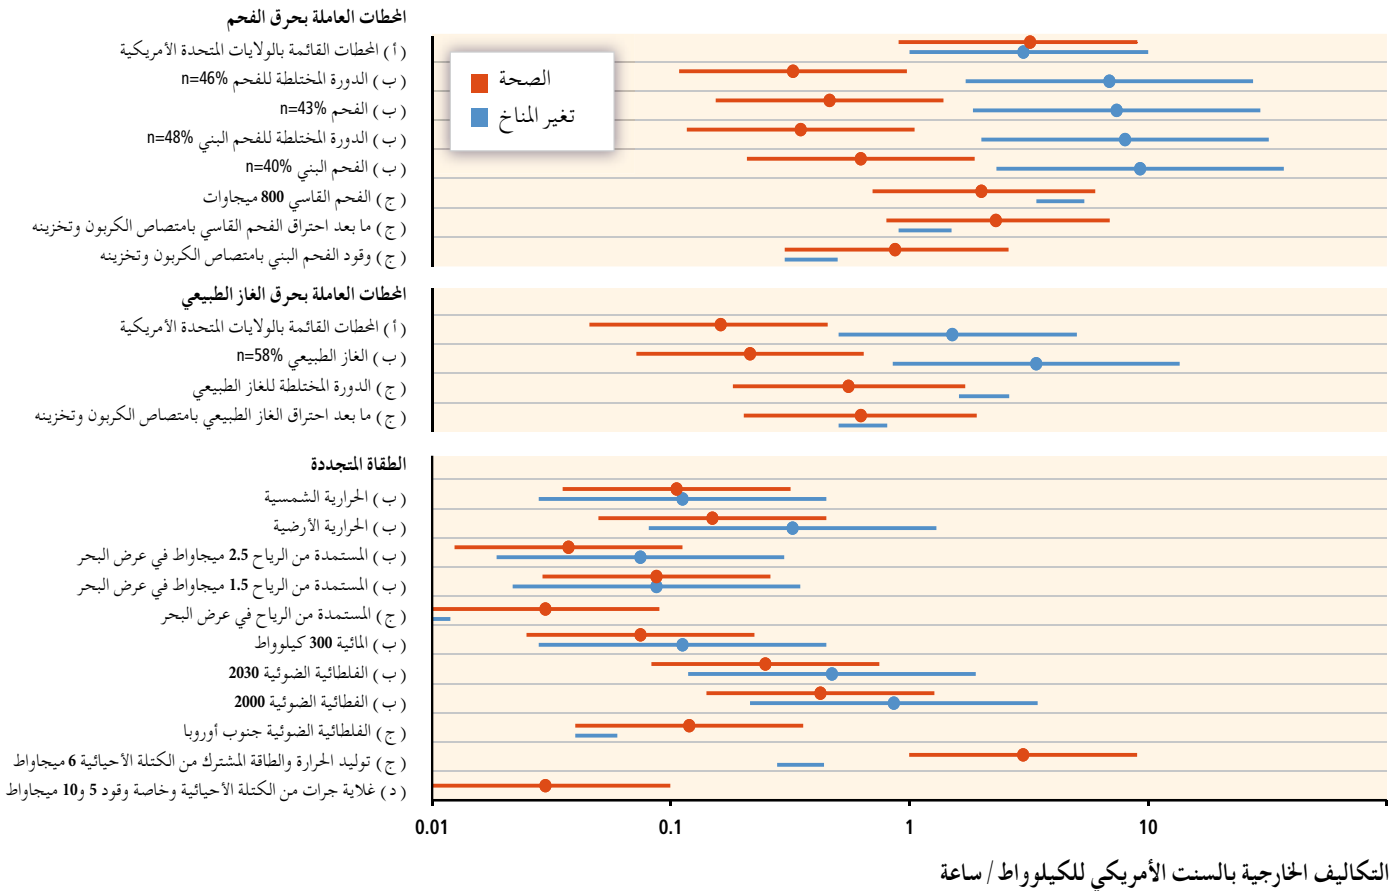 المحطات العاملة بحرق الفحم
(أ) المحطات القائمة بالولايات المتحدة الأمريكية
(ب) الدورة المختلطة للفحم n=46%
(ب) الفحم n=43%
(ب) الدورة المختلطة للفحم البني n=48%
(ب) الفحم البني n=40%
(ج) الفحم القاسي 800 ميجاوات
(ج) ما بعد احتراق الفحم القاسي بامتصاص الكربون وتخزينه
(ج) وقود الفحم البني بامتصاص الكربون وتخزينه
الصحة
تغير المناخ
المحطات العاملة بحرق الغاز الطبيعي
(أ) المحطات القائمة بالولايات المتحدة الأمريكية
(ب) الغاز الطبيعي n=58%
(ج) الدورة المختلطة للغاز الطبيعي
(ج) ما بعد احتراق الغاز الطبيعي بامتصاص الكربون وتخزينه
الطقاة المتجددة
(ب) الحرارية الشمسية
(ب) الحرارية الأرضية
(ب) المستمدة من الرياح 2.5 ميجاواط في عرض البحر
(ب) المستمدة من الرياح 1.5 ميجاواط في عرض البحر
(ج) المستمدة من الرياح في عرض البحر
(ب) المائية 300 كيلوواط
(ب) الفلطائية الضوئية 2030
(ب) الفطائية الضوئية 2000
(ج) الفلطائية الضوئية جنوب أوروبا
(ج) توليد الحرارة والطاقة المشترك من الكتلة الأحيائية 6 ميجاواط
(د) غلاية جرات من الكتلة الأحيائية وخاصة وقود 5 و10 ميجاواط
0.01 0.1 1 10
التكاليف الخارجية بالسنت الأمريكي للكيلوواط / ساعة